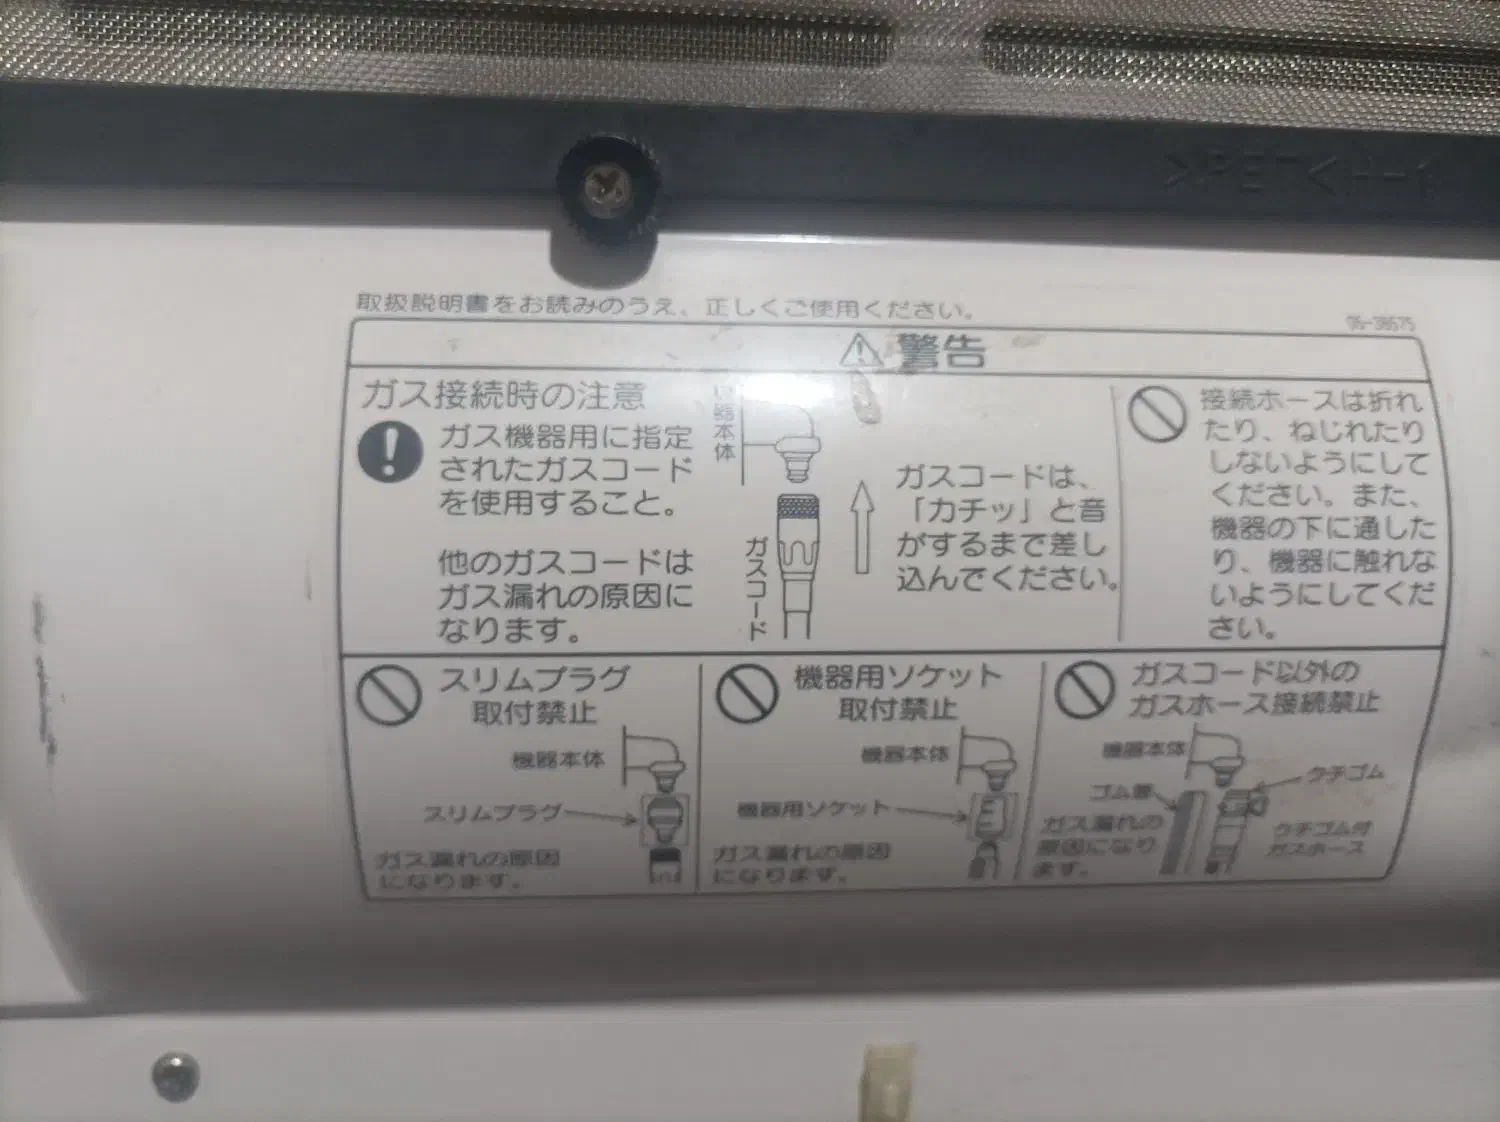 >PETくエ
取扱説明書をお読みのうえ、正しくご使用ください。
95-38675
警告
ガス接続時の注意
ガス機器用に指定
されたガスコード
を使用すること。
他のガスコードは
ガス漏れの原因に
なります。
器本体
ガスコード
ガスコードは、
「カチッ」と音
がするまで差し
込んでください。
接続ホースは折れ
たり、ねじれたり
しないようにして
ください。また、
機器の下に通した
り、機器に触れな
いようにしてくだ
さい。
スリムプラグ
取付禁止
機器本体
スリムプラグ
ガス漏れの原因
になります。
機器用ソケット
取付禁止
機器本体
機器用ソケット
ガス漏れの原因
になります。
ガスコード以外の
ガスホース接続禁止
機器本体
ゴム管
クチゴム
ガス漏れの
原因になり
ます。
クチゴム付
ガスホース